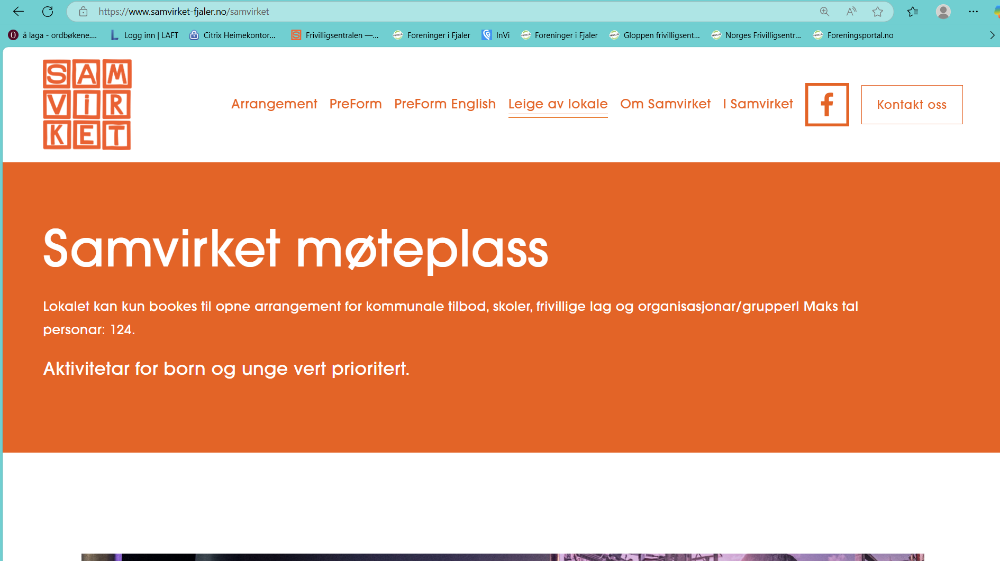 https://www.samvirket-fjaler.no/samvirket
å laga - ordbøkene.... Logg inn | LAFT Citrix Heimekontor... Frivilligsentralen —... Foreninger i Fjaler InVi Foreninger i Fjaler Gloppen frivilligsent... Norges Frivilligsentr... Foreningsportal.no
SAM
ViR
KET
Arrangement PreForm PreForm English Leige av lokale Om Samvirket I Samvirket f Kontakt oss
Samvirket møteplass
Lokalet kan kun bookes til opne arrangement for kommunale tilbod, skoler, frivillige lag og organisasjonar/grupper! Maks tal
personar: 124.
Aktivitetar for born og unge vert prioritert.